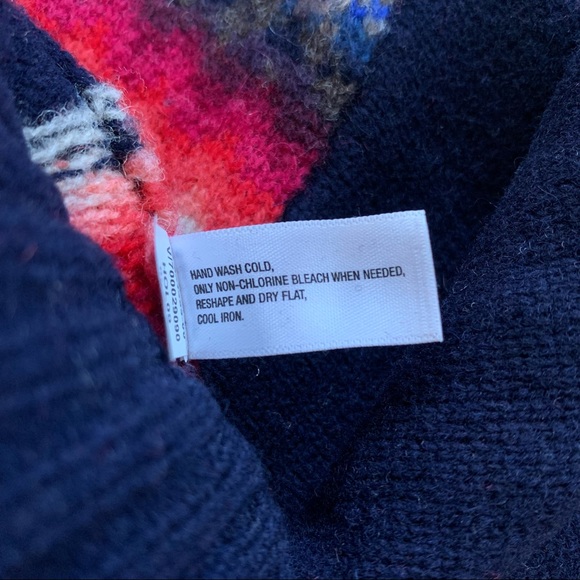 HAND WASH COLD,
ONLY NON-CHLORINE BLEACH WHEN NEEDED,
RESHAPE AND DRY FLAT,
COOL IRON.